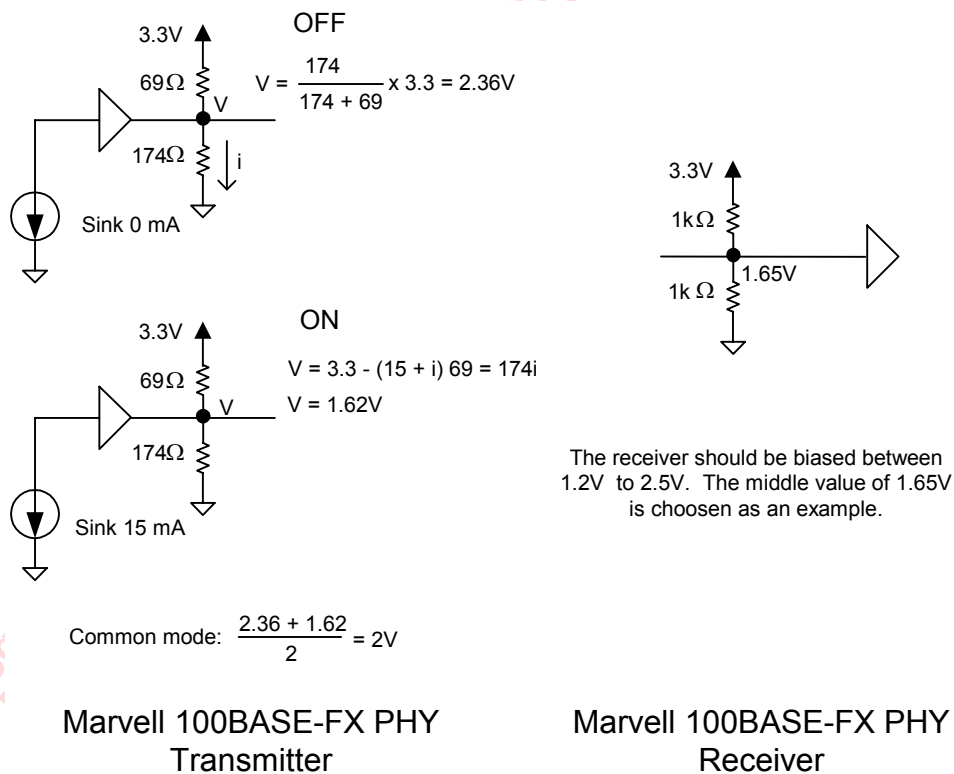 OFF
3.3V
69Ω
V = 174 / 174 + 69 x 3.3 = 2.36V
V
174Ω
i
Sink 0 mA
3.3V
1kΩ
1.65V
1k Ω
ON
3.3V
V = 3.3 - (15 + i) 69 = 174i
69Ω
V = 1.62V
V
174Ω
Sink 15 mA
The receiver should be biased between
1.2V to 2.5V. The middle value of 1.65V
is choosen as an example.
Common mode: 2.36 + 1.62 / 2 = 2V
Marvell 100BASE-FX PHY
Transmitter
Marvell 100BASE-FX PHY
Receiver